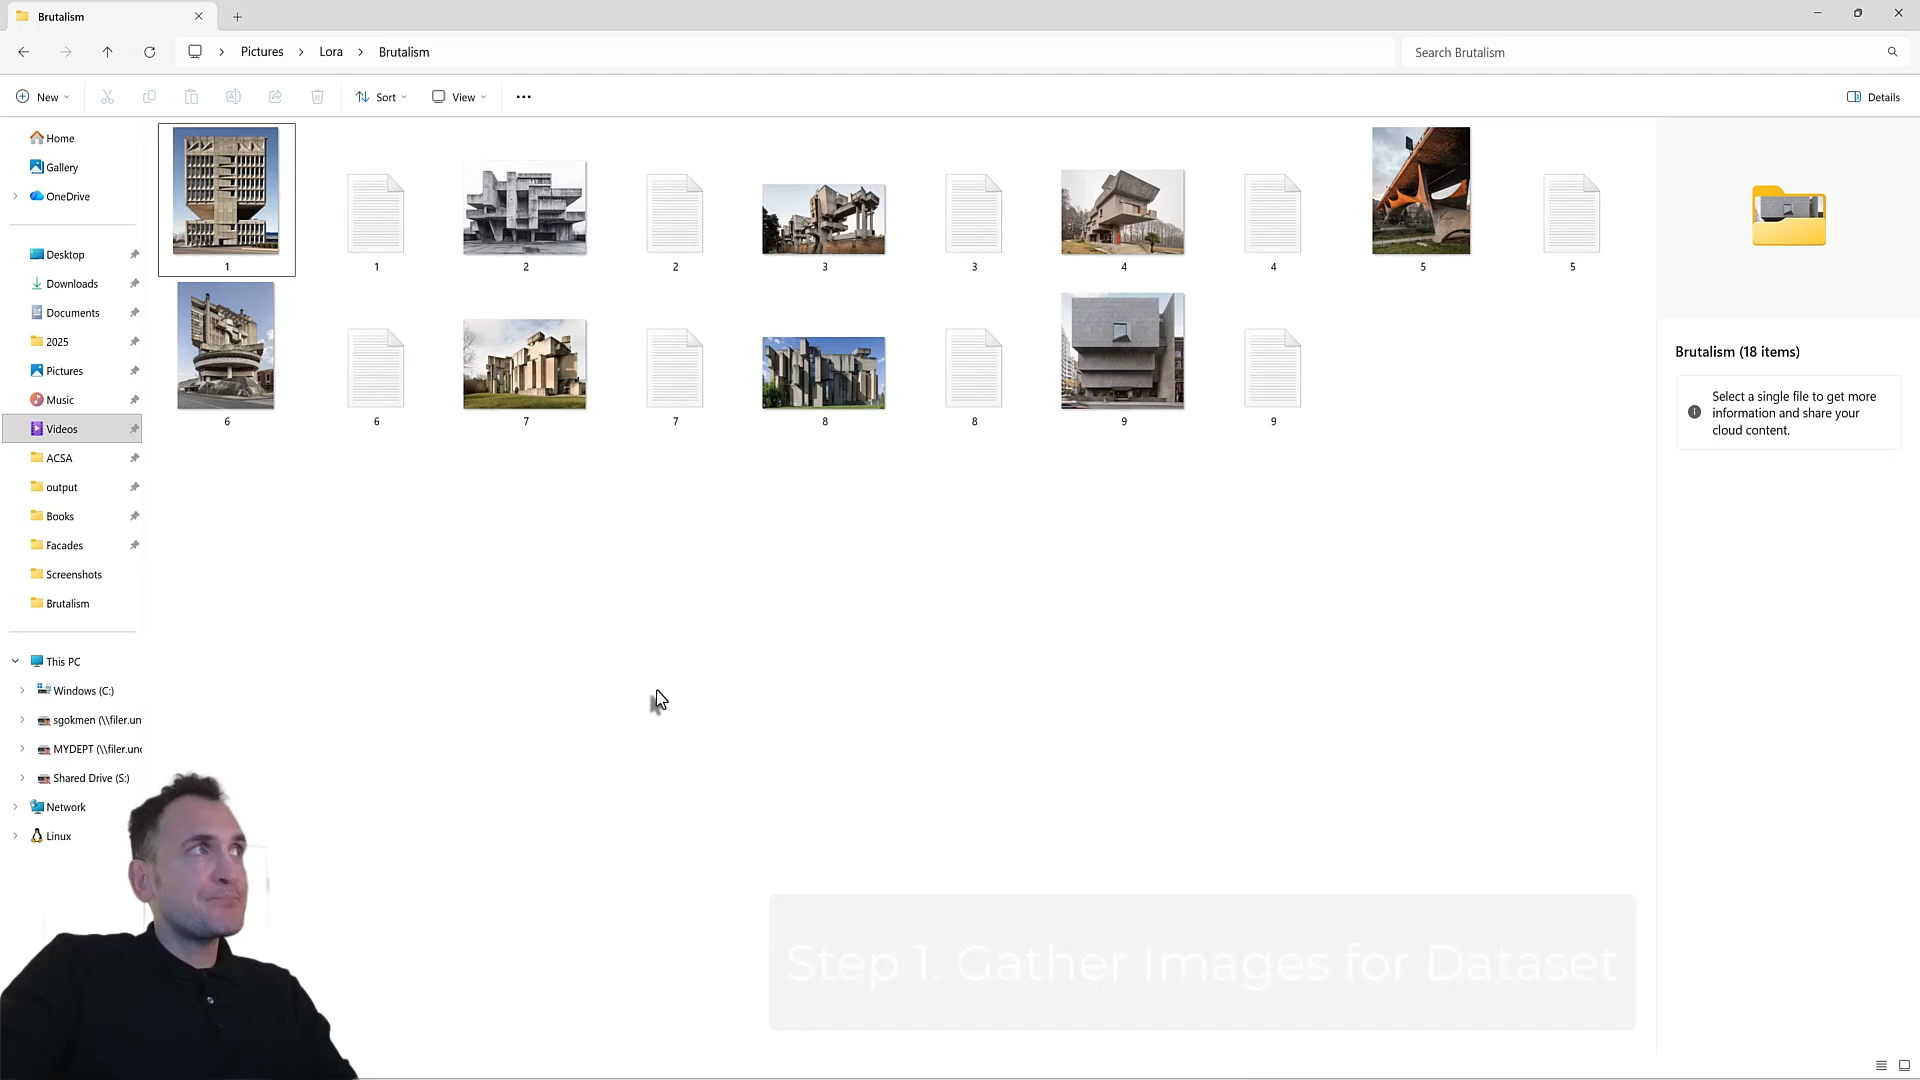 Brutalism
Pictures
Lora
Brutalism
Search Brutalism
New
Sort
View
Details
Home
Gallery
OneDrive
Desktop
Downloads
Documents
2025
Pictures
Music
Videos
ACSA
output
Books
Facades
Screenshots
Brutalism
This PC
Windows (C:)
sgokmen (\\filer.un
MYDEPT (\\filer.unc
Shared Drive (S:)
Network
Linux
1 1 2 2 3 3 4 4 5 5
6 6 7 7 8 8 9 9
Brutalism (18 items)
Select a single file to get more
information and share your
cloud content.
Step 1. Gather Images for Dataset